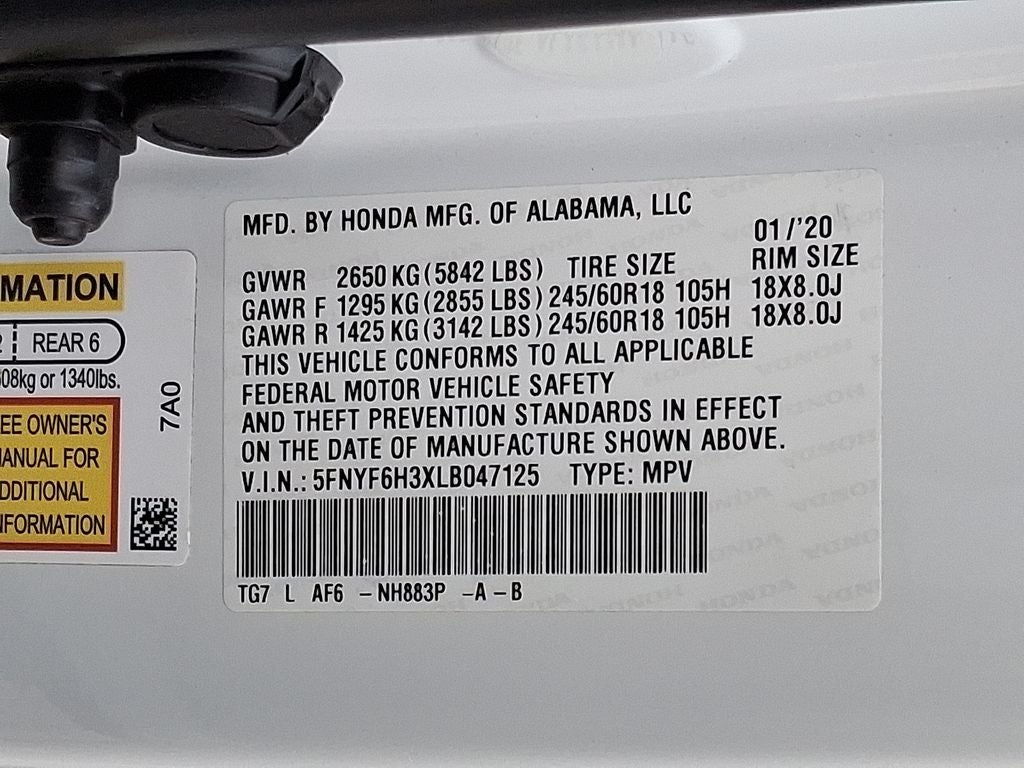 MFD. BY HONDA MFG. OF ALABAMA, LLC
01/'20
GVWR 2650 KG (5842 LBS) TIRE SIZE RIM SIZE
GAWR F 1295 KG (2855 LBS) 245/60R18 105H 18X8.0J
GAWR R 1425 KG (3142 LBS) 245/60R18 105H 18X8.0J
THIS VEHICLE CONFORMS TO ALL APPLICABLE
FEDERAL MOTOR VEHICLE SAFETY
AND THEFT PREVENTION STANDARDS IN EFFECT
ON THE DATE OF MANUFACTURE SHOWN ABOVE.
V.I.N.: 5FNYF6H3XLB047125 TYPE: MPV
TG7 L AF6 - NH883P - A - B
MATION
2 REAR 6
608kg or 1340lbs.
EE OWNER'S
ANUAL FOR
DDITIONAL
NFORMATION
7A0